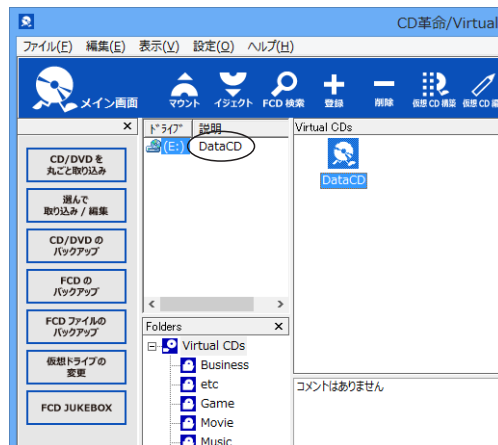 CD革命/Virtual
ファイル(F) 編集(E) 表示(V) 設定(O) ヘルプ(H)
メイン画面 マウント イジェクト FCD 検索 登録 削除 仮想 CD 構築 仮想 CD 編
CD/DVD を
丸ごと取り込み
選んで
取り込み / 編集
CD/DVD の
バックアップ
FCD の
バックアップ
FCD ファイルの
バックアップ
仮想ドライブの
変更
FCD JUKEBOX
ドライブ 説明
(E:) DataCD
Folders
Virtual CDs
Business
etc
Game
Movie
Music
Virtual CDs
DataCD
コメントはありません